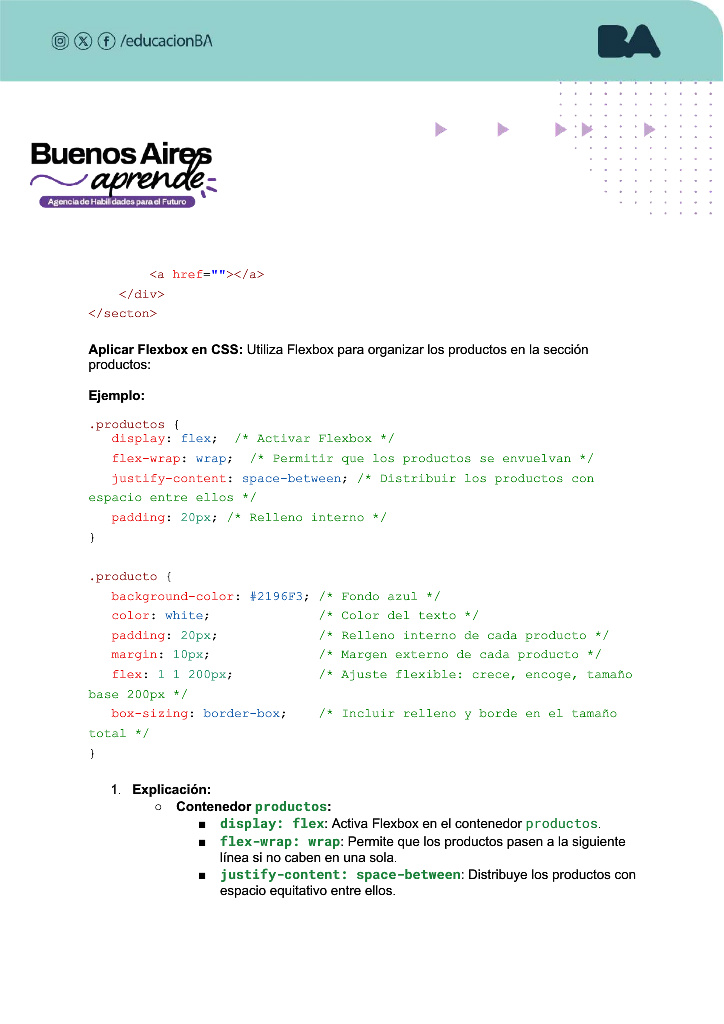 /educacionBA
BA
Buenos Aires
aprende
Agencia de Habilidades para el Futuro
<a href=""></a>
</div>
</secton>
Aplicar Flexbox en CSS: Utiliza Flexbox para organizar los productos en la sección
productos:
Ejemplo:
.productos {
display: flex;  /* Activar Flexbox */
flex-wrap: wrap;  /* Permitir que los productos se envuelvan */
justify-content: space-between; /* Distribuir los productos con
espacio entre ellos */
padding: 20px; /* Relleno interno */
}
.producto {
background-color: #2196F3; /* Fondo azul */
color: white; /* Color del texto */
padding: 20px; /* Relleno interno de cada producto */
margin: 10px; /* Margen externo de cada producto */
flex: 1 1 200px; /* Ajuste flexible: crece, encoge, tamaño
base 200px */
box-sizing: border-box; /* Incluir relleno y borde en el tamaño
total */
}
1. Explicación:
○ Contenedor productos:
■ display: flex: Activa Flexbox en el contenedor productos.
■ flex-wrap: wrap: Permite que los productos pasen a la siguiente
línea si no caben en una sola.
■ justify-content: space-between: Distribuye los productos con
espacio equitativo entre ellos.